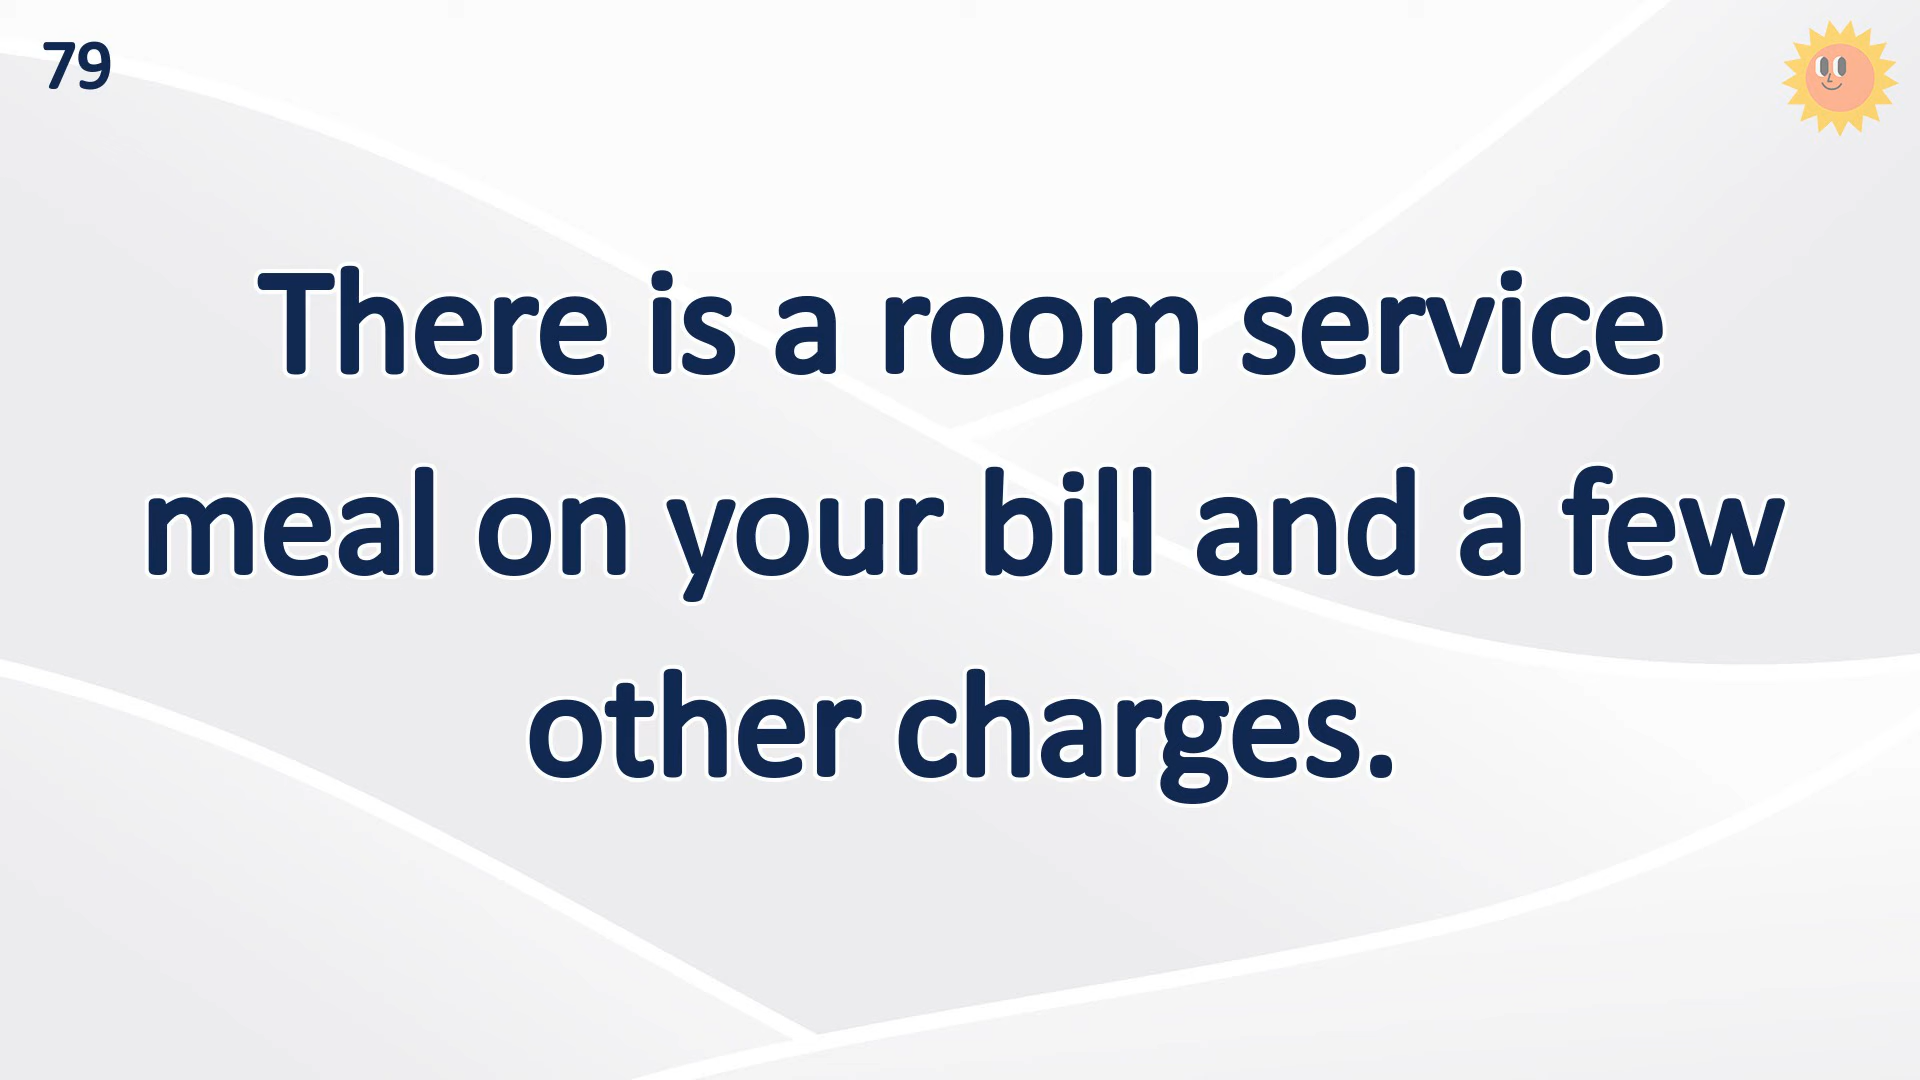 79
There is a room service
meal on your bill and a few
other charges.